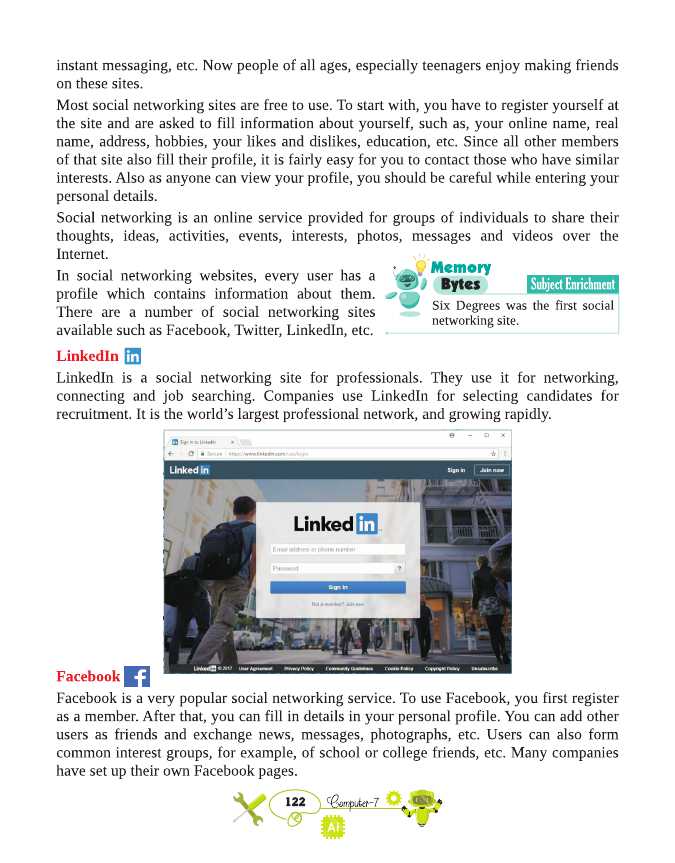 instant messaging, etc. Now people of all ages, especially teenagers enjoy making friends
on these sites.
Most social networking sites are free to use. To start with, you have to register yourself at
the site and are asked to fill information about yourself, such as, your online name, real
name, address, hobbies, your likes and dislikes, education, etc. Since all other members
of that site also fill their profile, it is fairly easy for you to contact those who have similar
interests. Also as anyone can view your profile, you should be careful while entering your
personal details.
Social networking is an online service provided for groups of individuals to share their
thoughts, ideas, activities, events, interests, photos, messages and videos over the
Internet.
In social networking websites, every user has a
profile which contains information about them.
There are a number of social networking sites
available such as Facebook, Twitter, LinkedIn, etc.
Memory
Bytes
Subject Enrichment
Six Degrees was the first social
networking site.
LinkedIn in
LinkedIn is a social networking site for professionals. They use it for networking,
connecting and job searching. Companies use LinkedIn for selecting candidates for
recruitment. It is the world's largest professional network, and growing rapidly.
in Sign In to LinkedIn
Secure https://www.linkedin.com/uas/login
Linked in Sign in Join now
Linked in
Email address or phone number
Password ?
Sign In
Not a member? Join now
Linked in © 2017 User Agreement Privacy Policy Community Guidelines Cookie Policy Copyright Policy Unsubscribe
Facebook f
Facebook is a very popular social networking service. To use Facebook, you first register
as a member. After that, you can fill in details in your personal profile. You can add other
users as friends and exchange news, messages, photographs, etc. Users can also form
common interest groups, for example, of school or college friends, etc. Many companies
have set up their own Facebook pages.
122 Computer-7
AI